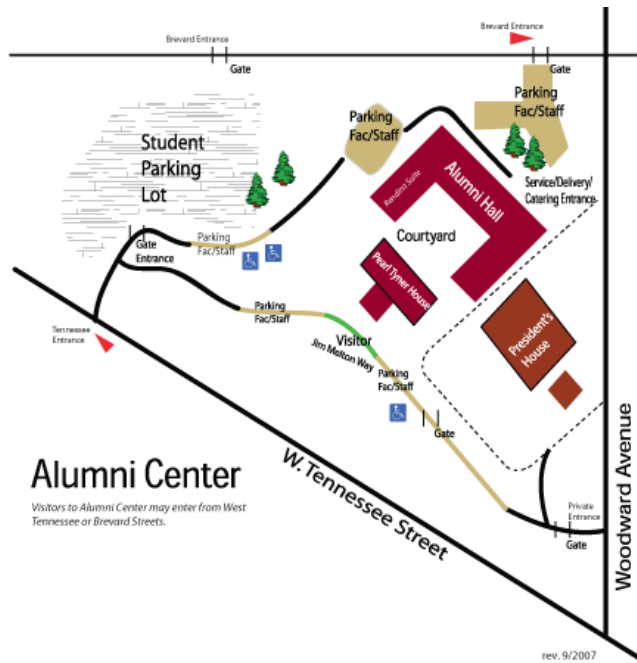 Brevard Entrance
Brevard Entrance
Gate
Gate
Parking
Fac/Staff
Parking
Fac/Staff
Student
Parking
Lot
Alumni Hall
Rendina Suite
Service/Delivery/
Catering Entrance
Courtyard
Parking
Fac/Staff
Gate
Entrance
Pearl Tyner House
Parking
Fac/Staff
President's
House
Tennessee
Entrance
Visitor
Jim Melton Way
Parking
Fac/Staff
Gate
Alumni Center
Visitors to Alumni Center may enter from West
Tennessee or Brevard Streets.
W. Tennessee Street
Private
Entrance
Gate
Woodward Avenue
rev. 9/2007